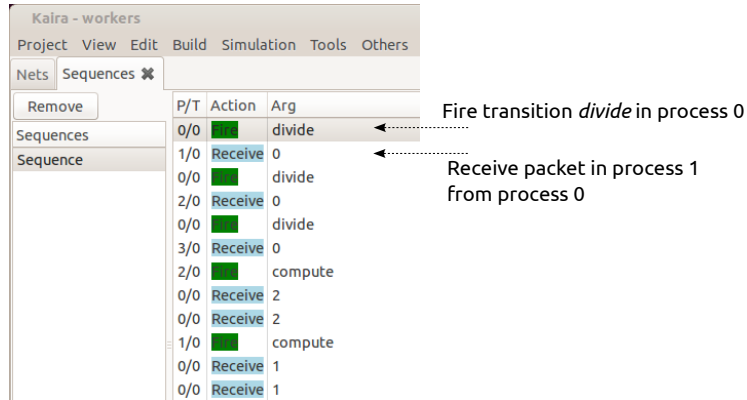 Kaira - workers
Project View Edit Build Simulation Tools Others
Nets Sequences ✖
Remove
Sequences
Sequence
P/T Action Arg
0/0 Fire divide
1/0 Receive 0
0/0 Fire divide
2/0 Receive 0
0/0 Fire divide
3/0 Receive 0
2/0 Fire compute
0/0 Receive 2
0/0 Receive 2
1/0 Fire compute
0/0 Receive 1
0/0 Receive 1
Fire transition divide in process 0
Receive packet in process 1
from process 0